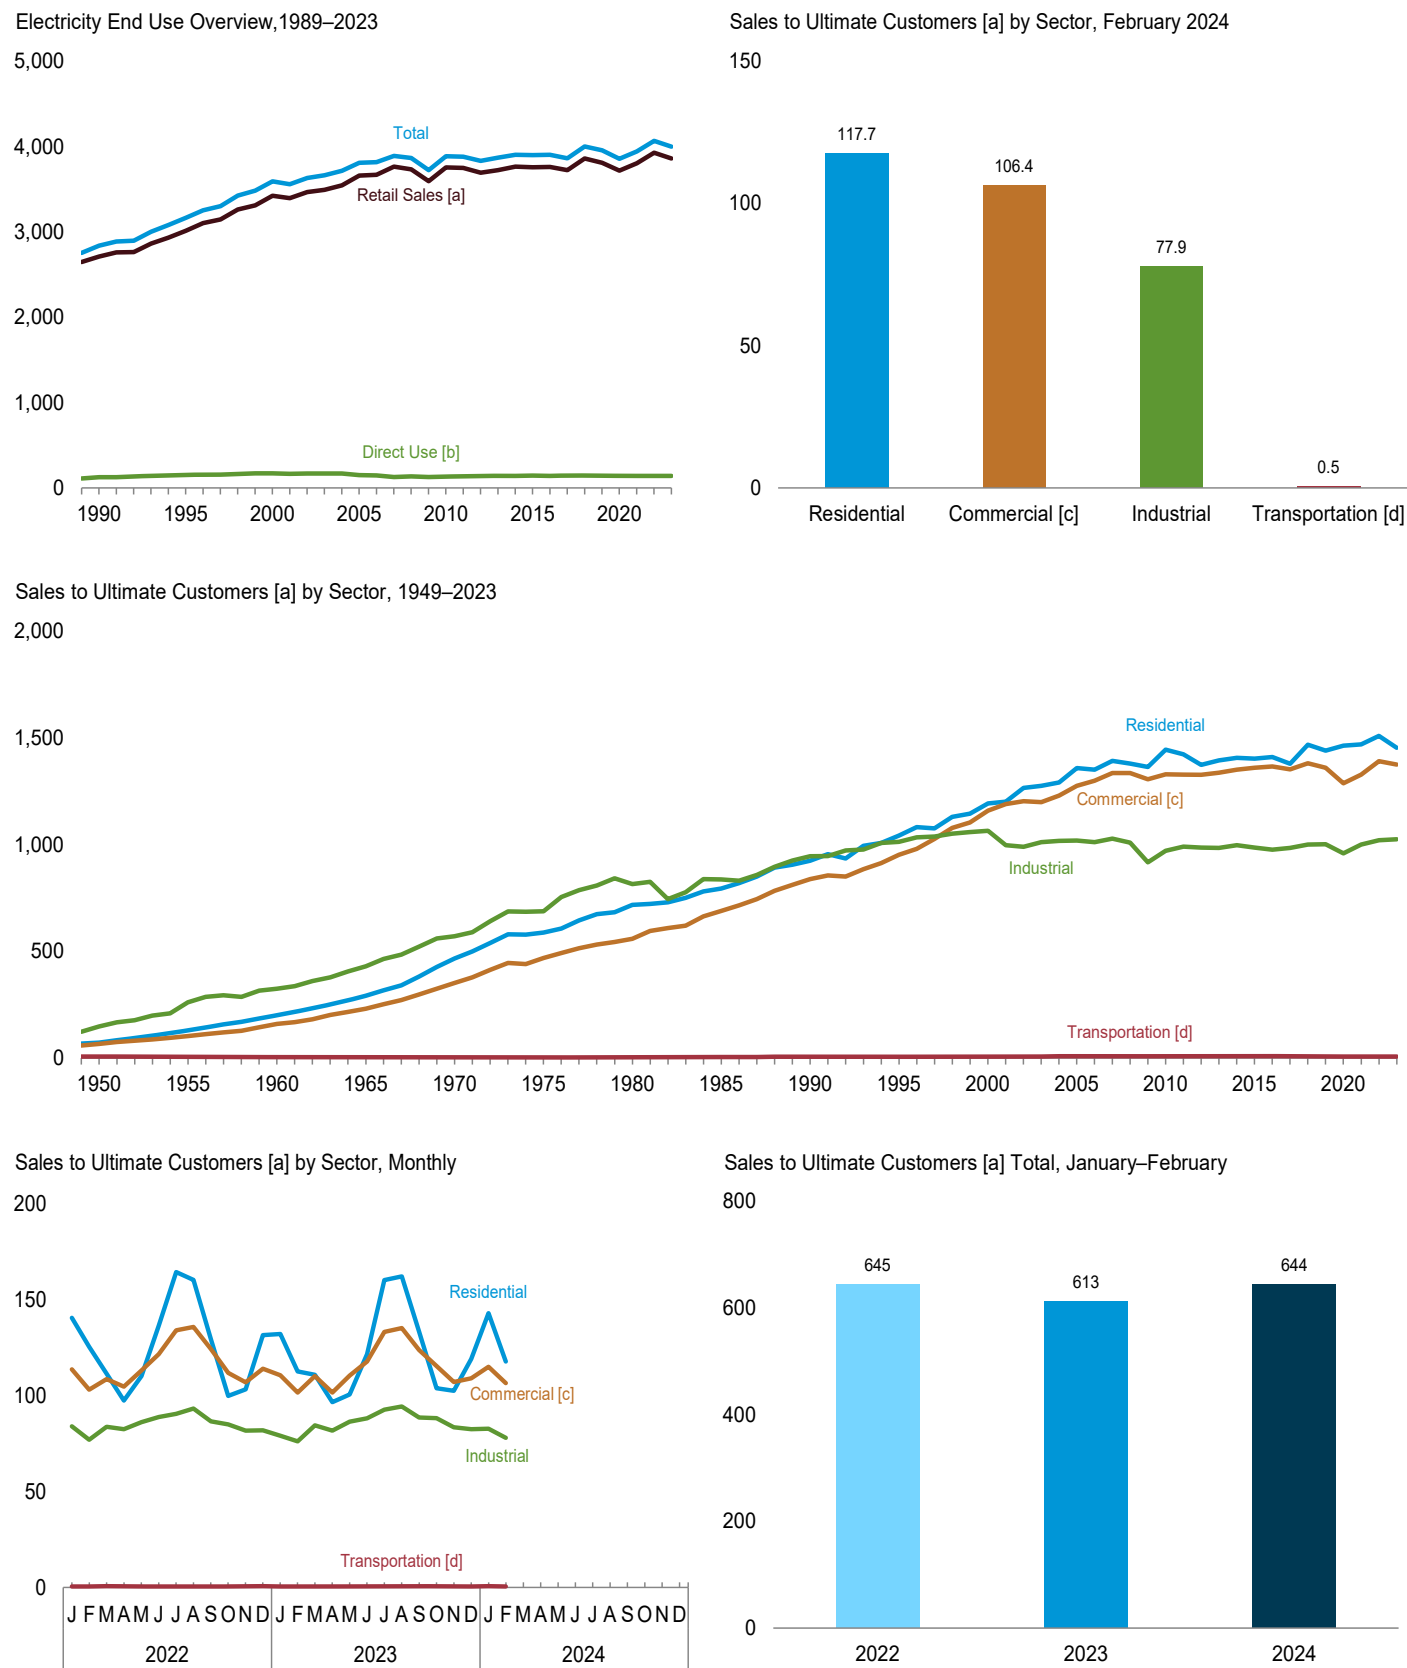 Electricity End Use Overview,1989–2023
5,000
4,000
3,000
2,000
1,000
0
Total
Retail Sales [a]
Direct Use [b]
1990 1995 2000 2005 2010 2015 2020
Sales to Ultimate Customers [a] by Sector, February 2024
150
100
50
0
117.7
106.4
77.9
0.5
Residential Commercial [c] Industrial Transportation [d]
Sales to Ultimate Customers [a] by Sector, 1949–2023
2,000
1,500
1,000
500
0
Residential
Commercial [c]
Industrial
Transportation [d]
1950 1955 1960 1965 1970 1975 1980 1985 1990 1995 2000 2005 2010 2015 2020
Sales to Ultimate Customers [a] by Sector, Monthly
200
150
100
50
0
Residential
Commercial [c]
Industrial
Transportation [d]
J F M A M J J A S O N D J F M A M J J A S O N D J F M A M J J A S O N D
2022 2023 2024
Sales to Ultimate Customers [a] Total, January–February
800
600
400
200
0
645
613
644
2022 2023 2024